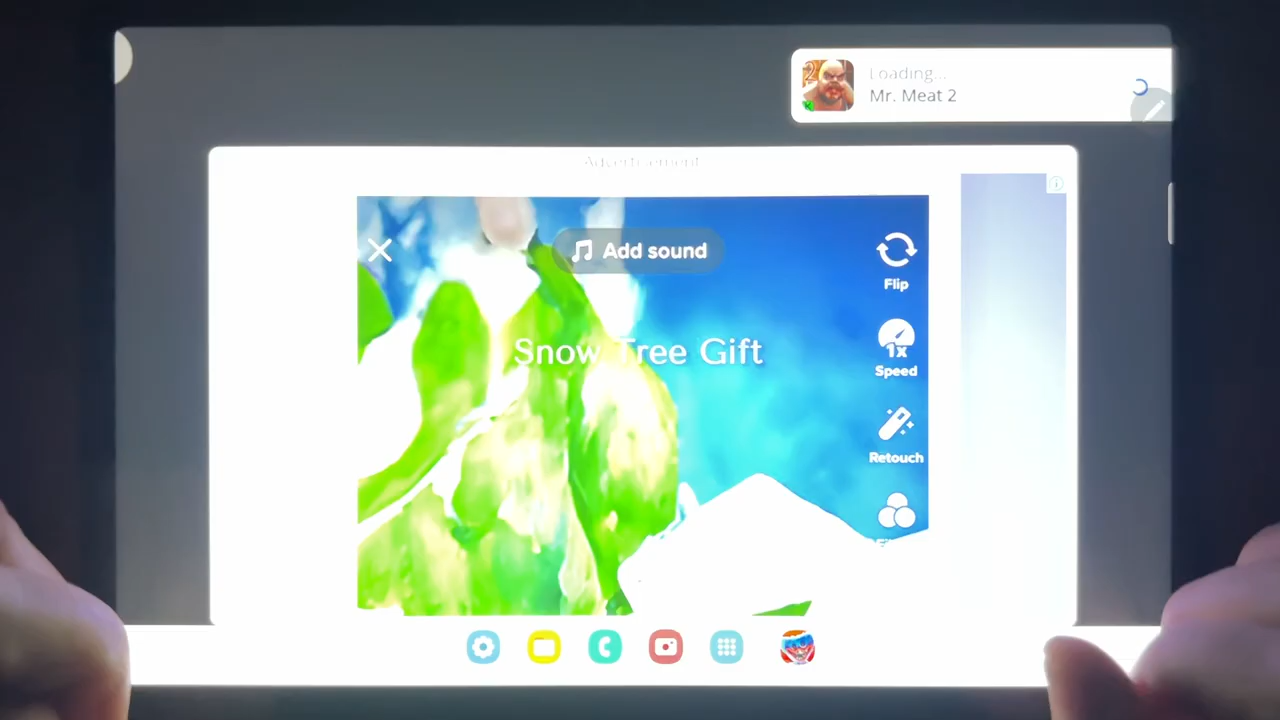 Loading...
Mr. Meat 2
Advertisement
Add sound
Flip
Snow Tree Gift
1x
Speed
Retouch